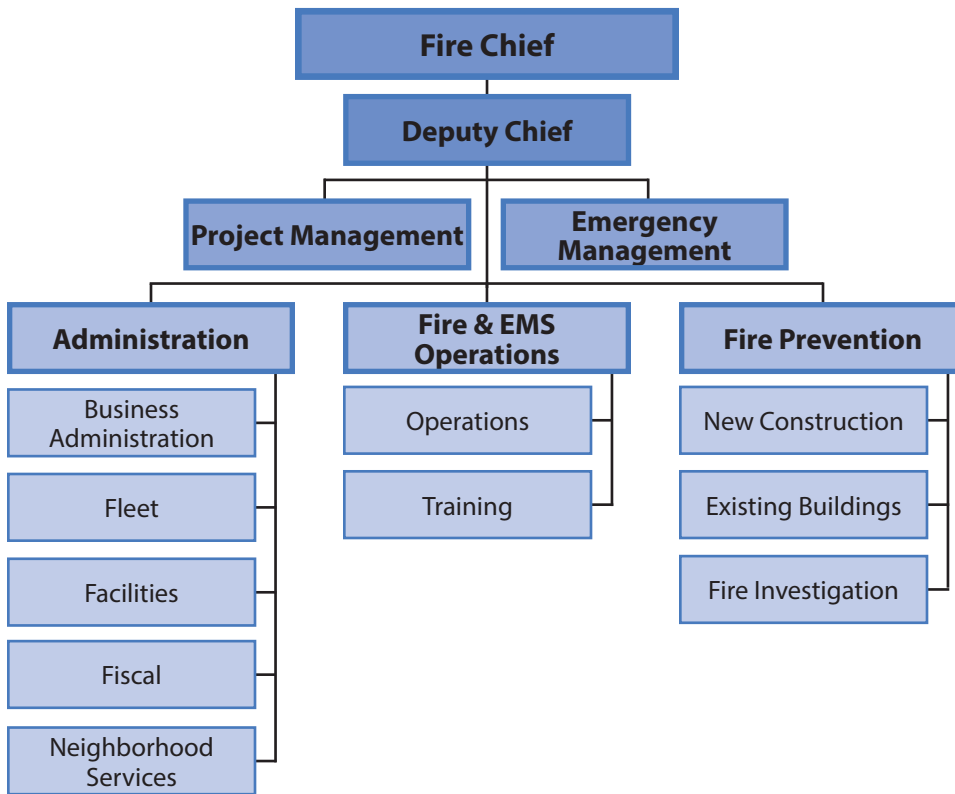 Fire Chief
Deputy Chief
Project Management
Emergency
Management
Administration
Business
Administration
Fleet
Facilities
Fiscal
Neighborhood
Services
Fire & EMS
Operations
Operations
Training
Fire Prevention
New Construction
Existing Buildings
Fire Investigation